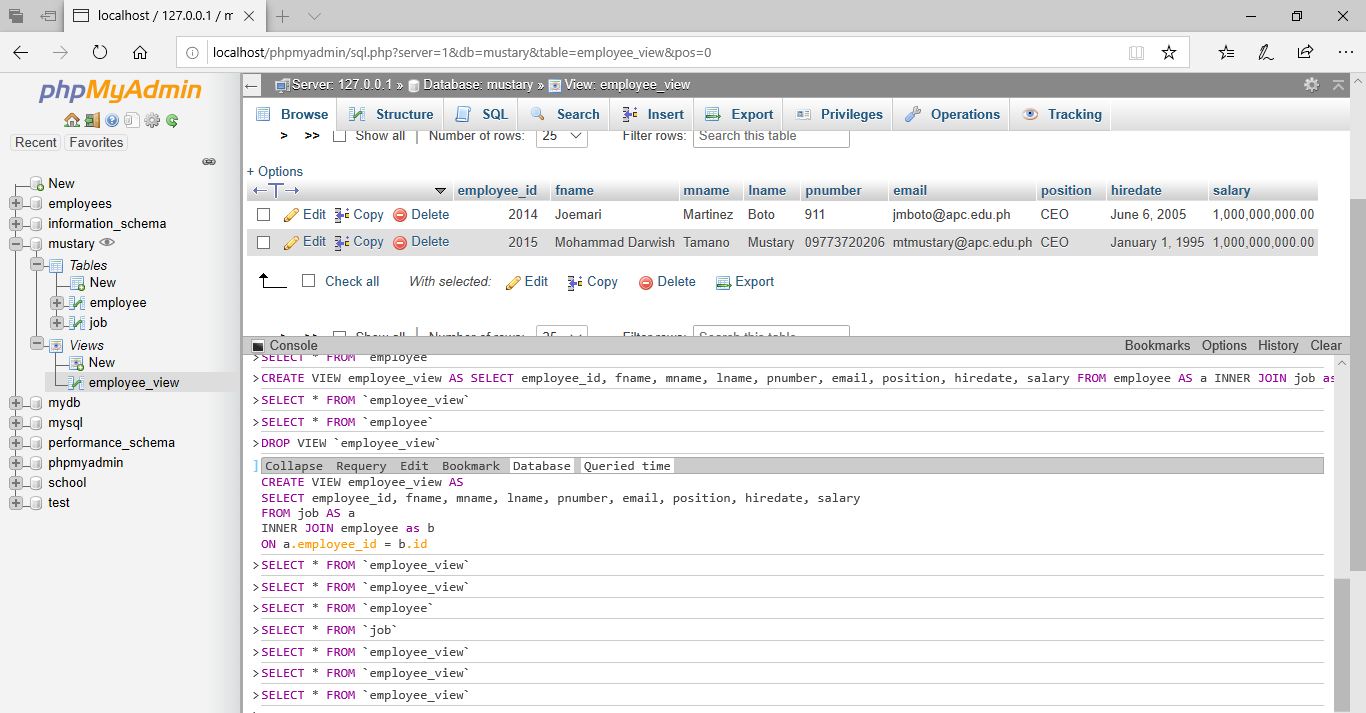 localhost / 127.0.0.1 / m
localhost/phpmyadmin/sql.php?server=1&db=mustary&table=employee_view&pos=0
phpMyAdmin
Recent Favorites
New
employees
information_schema
mustary
Tables
New
employee
job
Views
New
employee_view
mydb
mysql
performance_schema
phpmyadmin
school
test
Server: 127.0.0.1 » Database: mustary » View: employee_view
Browse Structure SQL Search Insert Export Privileges Operations Tracking
> >> Show all | Number of rows: 25 Filter rows: Search this table
+ Options
←T→ employee_id fname mname lname pnumber email position hiredate salary
Edit Copy Delete 2014 Joemari Martinez Boto 911 jmboto@apc.edu.ph CEO June 6, 2005 1,000,000,000.00
Edit Copy Delete 2015 Mohammad Darwish Tamano Mustary 09773720206 mtmustary@apc.edu.ph CEO January 1, 1995 1,000,000,000.00
Check all With selected: Edit Copy Delete Export
> >> Show all | Number of rows: 25 Filter rows: Search this table
Console Bookmarks Options History Clear
>SELECT * FROM `employee`
>CREATE VIEW employee_view AS SELECT employee_id, fname, mname, lname, pnumber, email, position, hiredate, salary FROM employee AS a INNER JOIN job as
>SELECT * FROM `employee_view`
>SELECT * FROM `employee`
>DROP VIEW `employee_view`
Collapse Requery Edit Bookmark Database Queried time
CREATE VIEW employee_view AS
SELECT employee_id, fname, mname, lname, pnumber, email, position, hiredate, salary
FROM job AS a
INNER JOIN employee as b
ON a.employee_id = b.id
>SELECT * FROM `employee_view`
>SELECT * FROM `employee_view`
>SELECT * FROM `employee`
>SELECT * FROM `job`
>SELECT * FROM `employee_view`
>SELECT * FROM `employee_view`
>SELECT * FROM `employee_view`